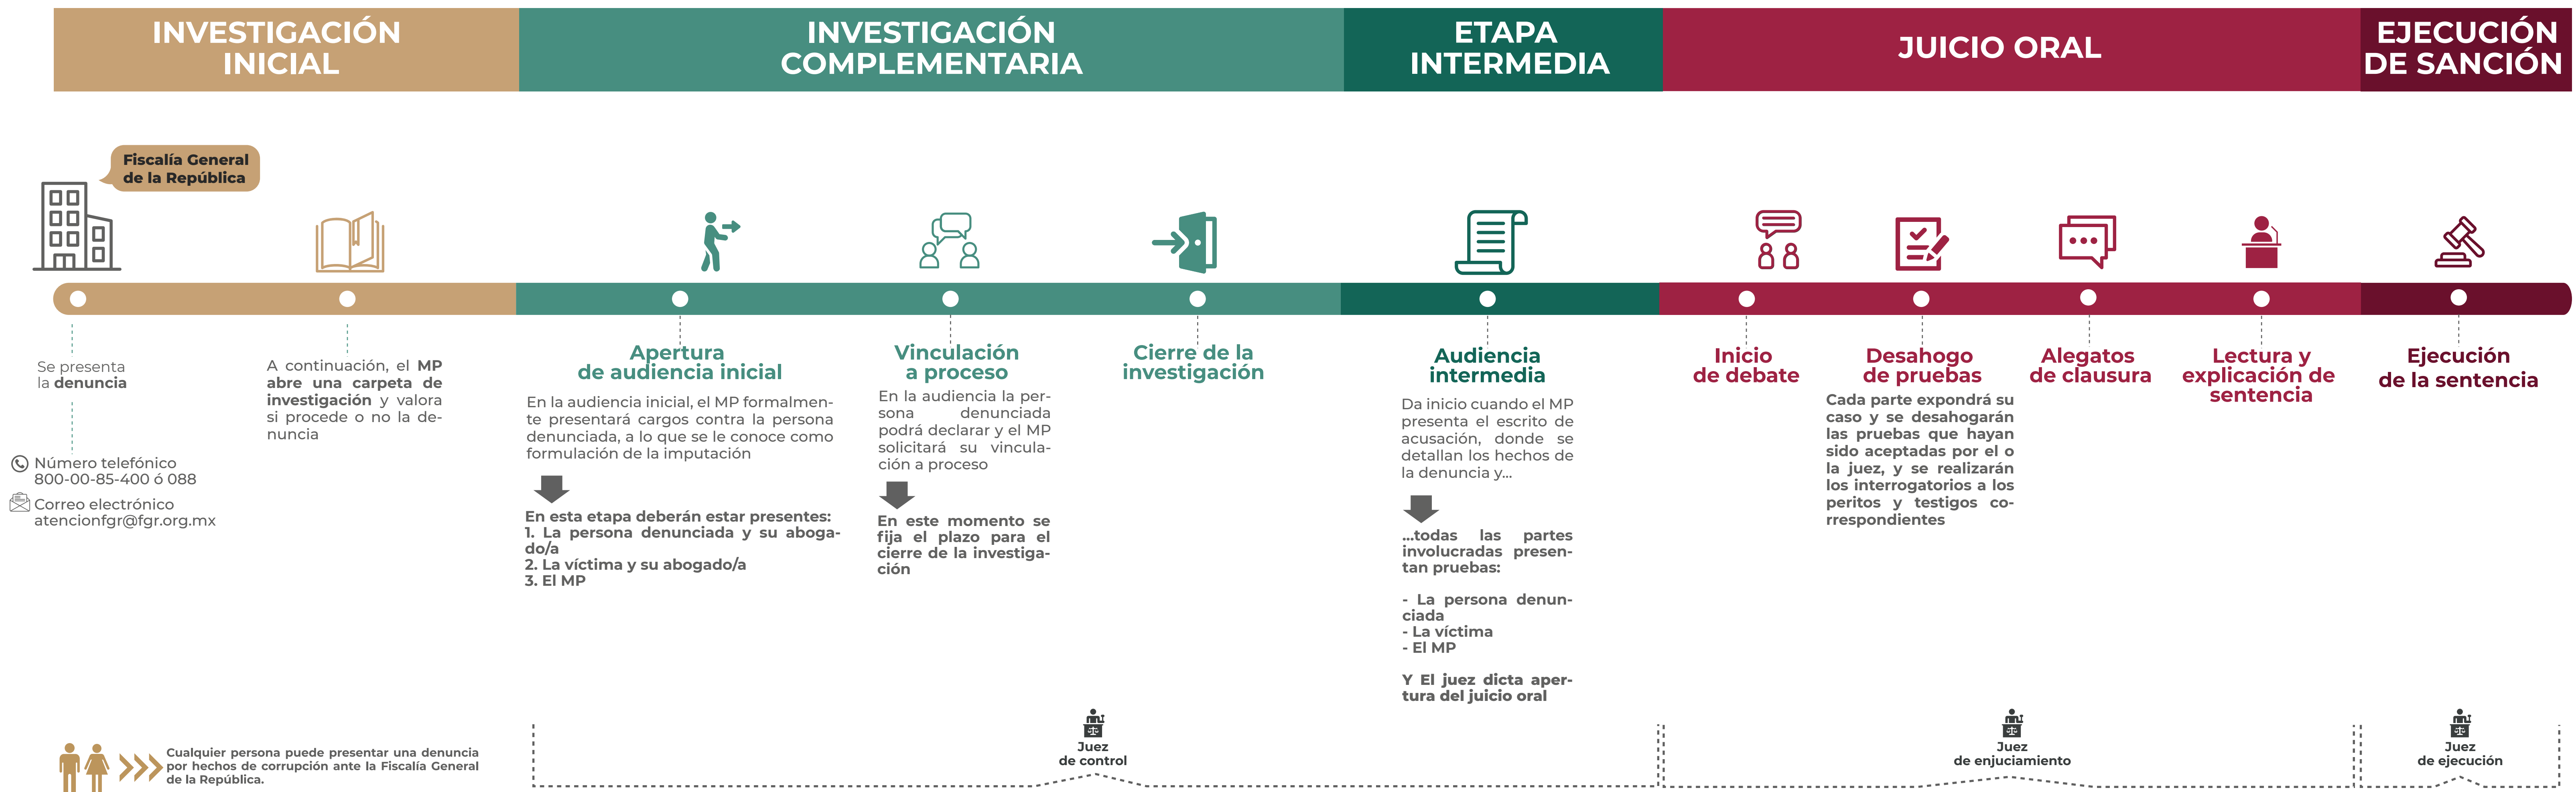 INVESTIGACIÓN
INICIAL
INVESTIGACIÓN
COMPLEMENTARIA
ETAPA
INTERMEDIA
JUICIO ORAL
EJECUCIÓN
DE SANCIÓN
Fiscalía General
de la República
Se presenta
la denuncia
Número telefónico
800-00-85-400 ó 088
Correo electrónico
atencionfgr@fgr.org.mx
A continuación, el MP
abre una carpeta de
investigación y valora
si procede o no la de-
nuncia
Apertura
de audiencia inicial
En la audiencia inicial, el MP formalmen-
te presentará cargos contra la persona
denunciada, a lo que se le conoce como
formulación de la imputación
En esta etapa deberán estar presentes:
1. La persona denunciada y su aboga-
do/a
2. La víctima y su abogado/a
3. El MP
Vinculación
a proceso
En la audiencia la per-
sona denunciada
podrá declarar y el MP
solicitará su vincula-
ción a proceso
En este momento se
fija el plazo para el
cierre de la investiga-
ción
Cierre de la
investigación
Audiencia
intermedia
Da inicio cuando el MP
presenta el escrito de
acusación, donde se
detallan los hechos de
la denuncia y...
...todas las partes
involucradas presen-
tan pruebas:
- La persona denun-
ciada
- La víctima
- El MP
Y El juez dicta aper-
tura del juicio oral
Inicio
de debate
Desahogo
de pruebas
Cada parte expondrá su
caso y se desahogarán
las pruebas que hayan
sido aceptadas por el o
la juez, y se realizarán
los interrogatorios a los
peritos y testigos co-
rrespondientes
Alegatos
de clausura
Lectura y
explicación de
sentencia
Ejecución
de la sentencia
Cualquier persona puede presentar una denuncia
por hechos de corrupción ante la Fiscalía General
de la República.
Juez
de control
Juez
de enjuciamiento
Juez
de ejecución